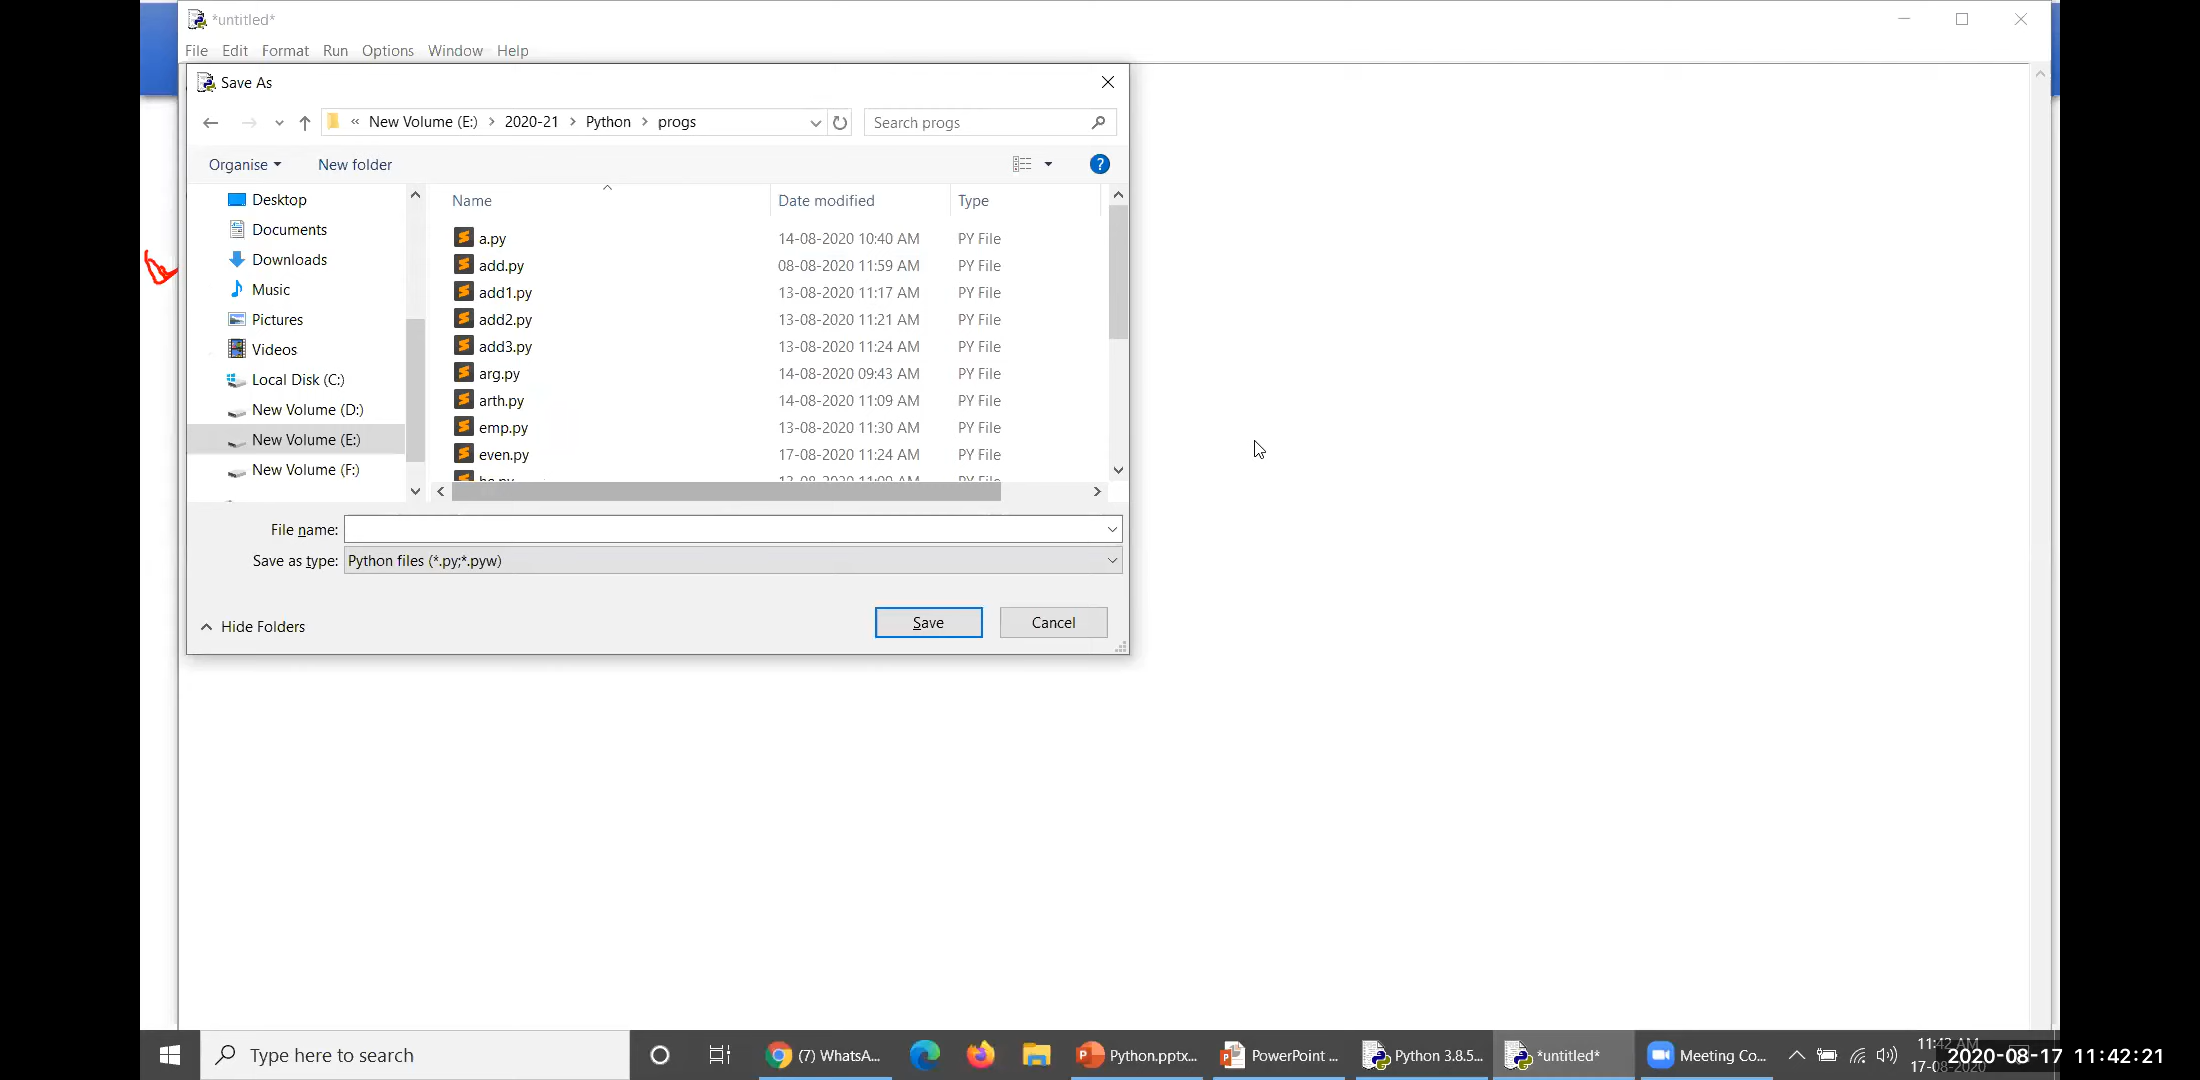 *untitled*
File Edit Format Run Options Window Help
Save As
« New Volume (E:) > 2020-21 > Python > progs
Search progs
Organise New folder
Desktop
Documents
Downloads
Music
Pictures
Videos
Local Disk (C:)
New Volume (D:)
New Volume (E:)
New Volume (F:)
Name Date modified Type
a.py 14-08-2020 10:40 AM PY File
add.py 08-08-2020 11:59 AM PY File
add1.py 13-08-2020 11:17 AM PY File
add2.py 13-08-2020 11:21 AM PY File
add3.py 13-08-2020 11:24 AM PY File
arg.py 14-08-2020 09:43 AM PY File
arth.py 14-08-2020 11:09 AM PY File
emp.py 13-08-2020 11:30 AM PY File
even.py 17-08-2020 11:24 AM PY File
File name:
Save as type: Python files (*.py;*.pyw)
Hide Folders
Save Cancel
Type here to search
(7) WhatsA... Python.pptx... PowerPoint ... Python 3.8.5... *untitled* Meeting Co...
11:42 AM
17-08-2020
2020-08-17 11:42:21